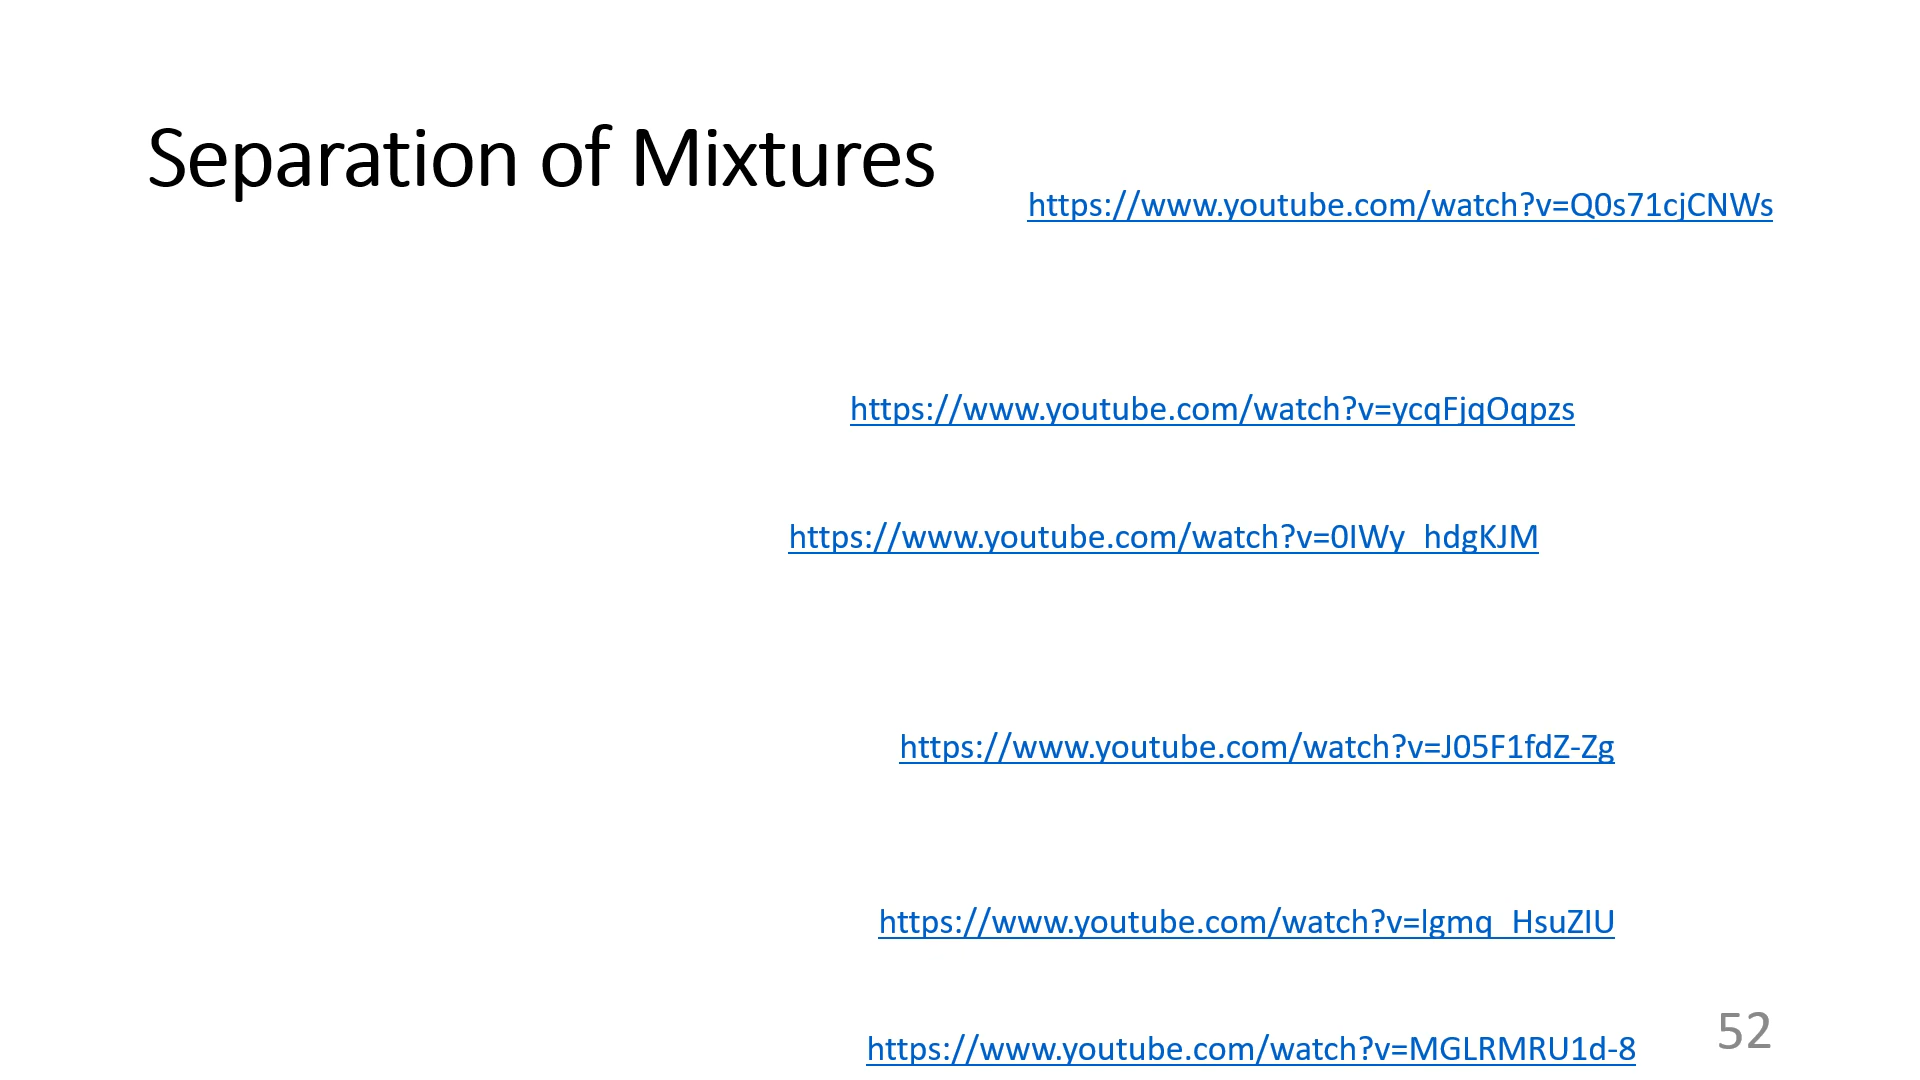 Separation of Mixtures
https://www.youtube.com/watch?v=Q0s71cjCNWs
https://www.youtube.com/watch?v=ycqFjqOqpzs
https://www.youtube.com/watch?v=0IWy_hdgKJM
https://www.youtube.com/watch?v=J05F1fdZ-Zg
https://www.youtube.com/watch?v=lgmq_HsuZIU
https://www.youtube.com/watch?v=MGLRMRU1d-8
52